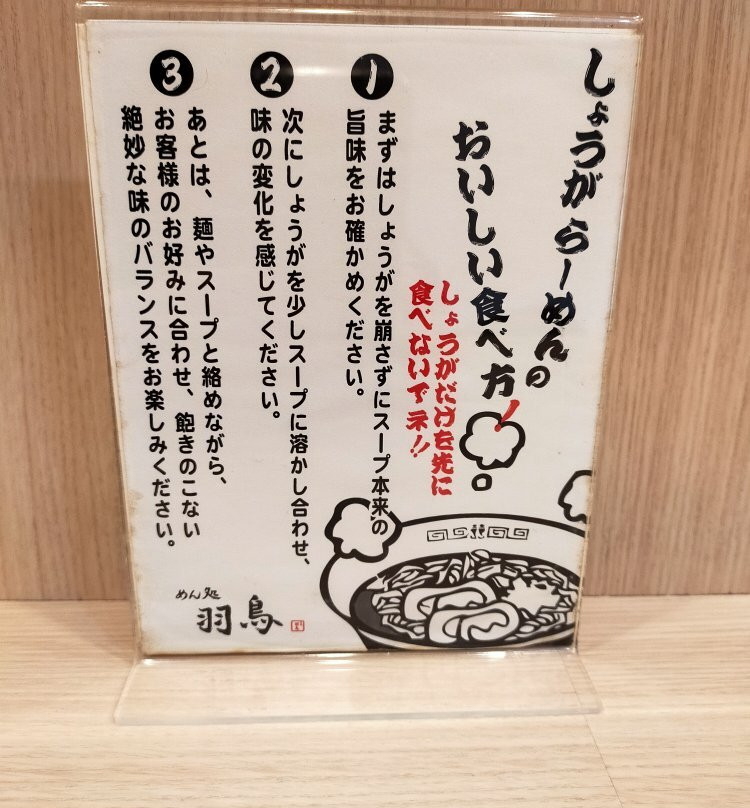 しょうが らーめんの
おいしい食べ方!
しょうがだけを先に
食べないでネ!!
1
まずはしょうがを崩さずにスープ本来の
旨味をお確かめください。
2
次にしょうがを少しスープに溶かし合わせ、
味の変化を感じてください。
3
あとは、麺やスープと絡めながら、
お客様のお好みに合わせ、飽きのこない
絶妙な味のバランスをお楽しみください。
めん処
羽鳥